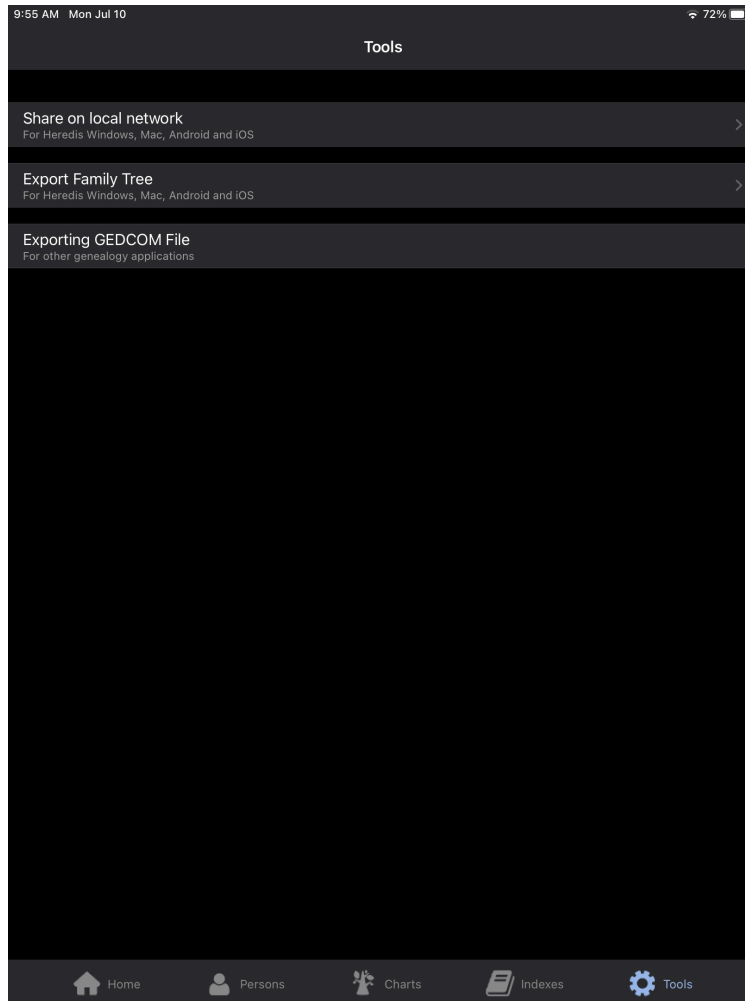 9:55 AM Mon Jul 10 72%
Tools
Share on local network
For Heredis Windows, Mac, Android and iOS
Export Family Tree
For Heredis Windows, Mac, Android and iOS
Exporting GEDCOM File
For other genealogy applications
Home Persons Charts Indexes Tools